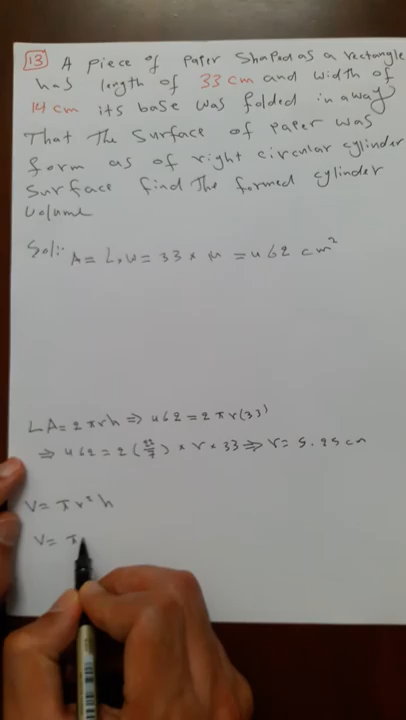 13 A piece of Paper Shaped as a rectangle
has length of 33 cm and width of
14 cm its base was folded in a way
That The Surface of paper was
form as of right circular cylinder
Surface find The formed cylinder
Volume
Sol:- A = L.W = 33 × 14 = 462 cm²
LA = 2πrh ⇒ 462 = 2πr(33)
⇒ 462 = 2(22/7) × r × 33 ⇒ r = 5.25 cm
V = πr²h
V = π